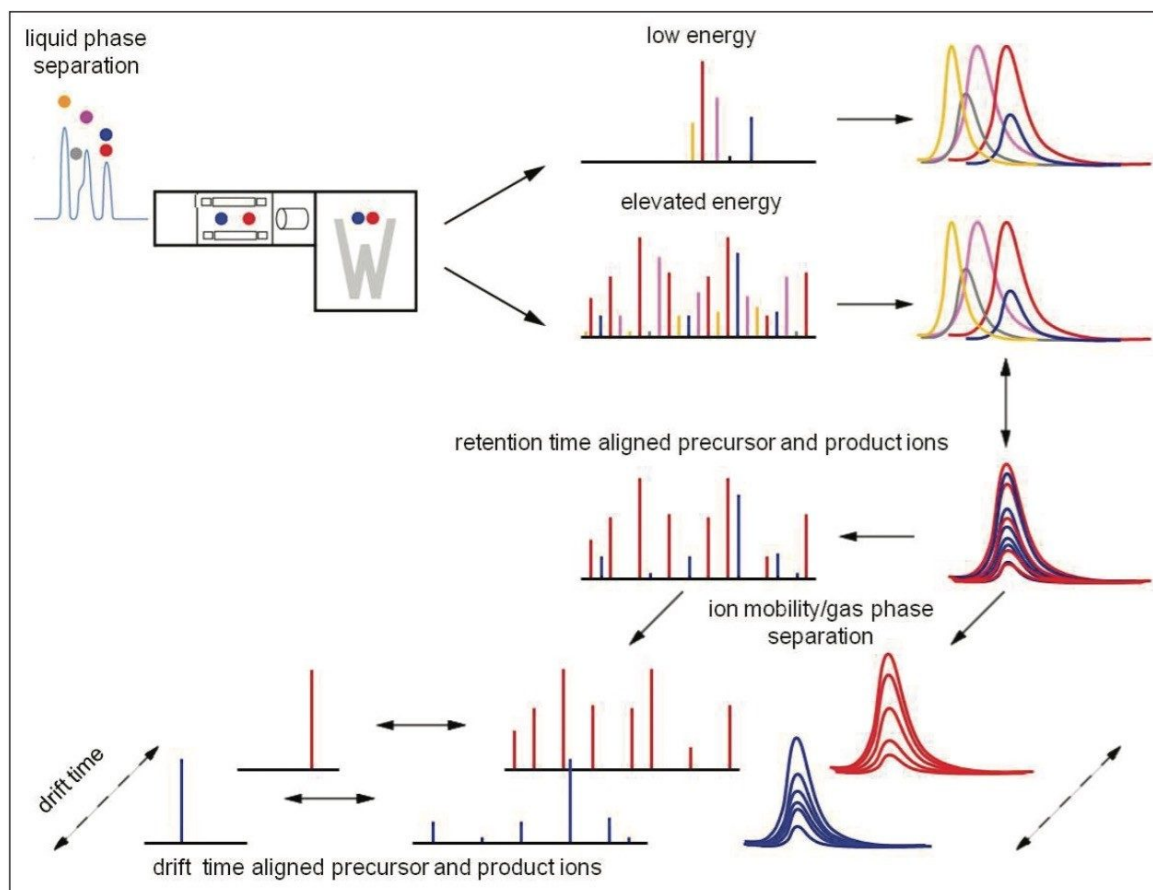 liquid phase
separation
low energy
elevated energy
W
retention time aligned precursor and product ions
ion mobility/gas phase
separation
drift time
drift time aligned precursor and product ions